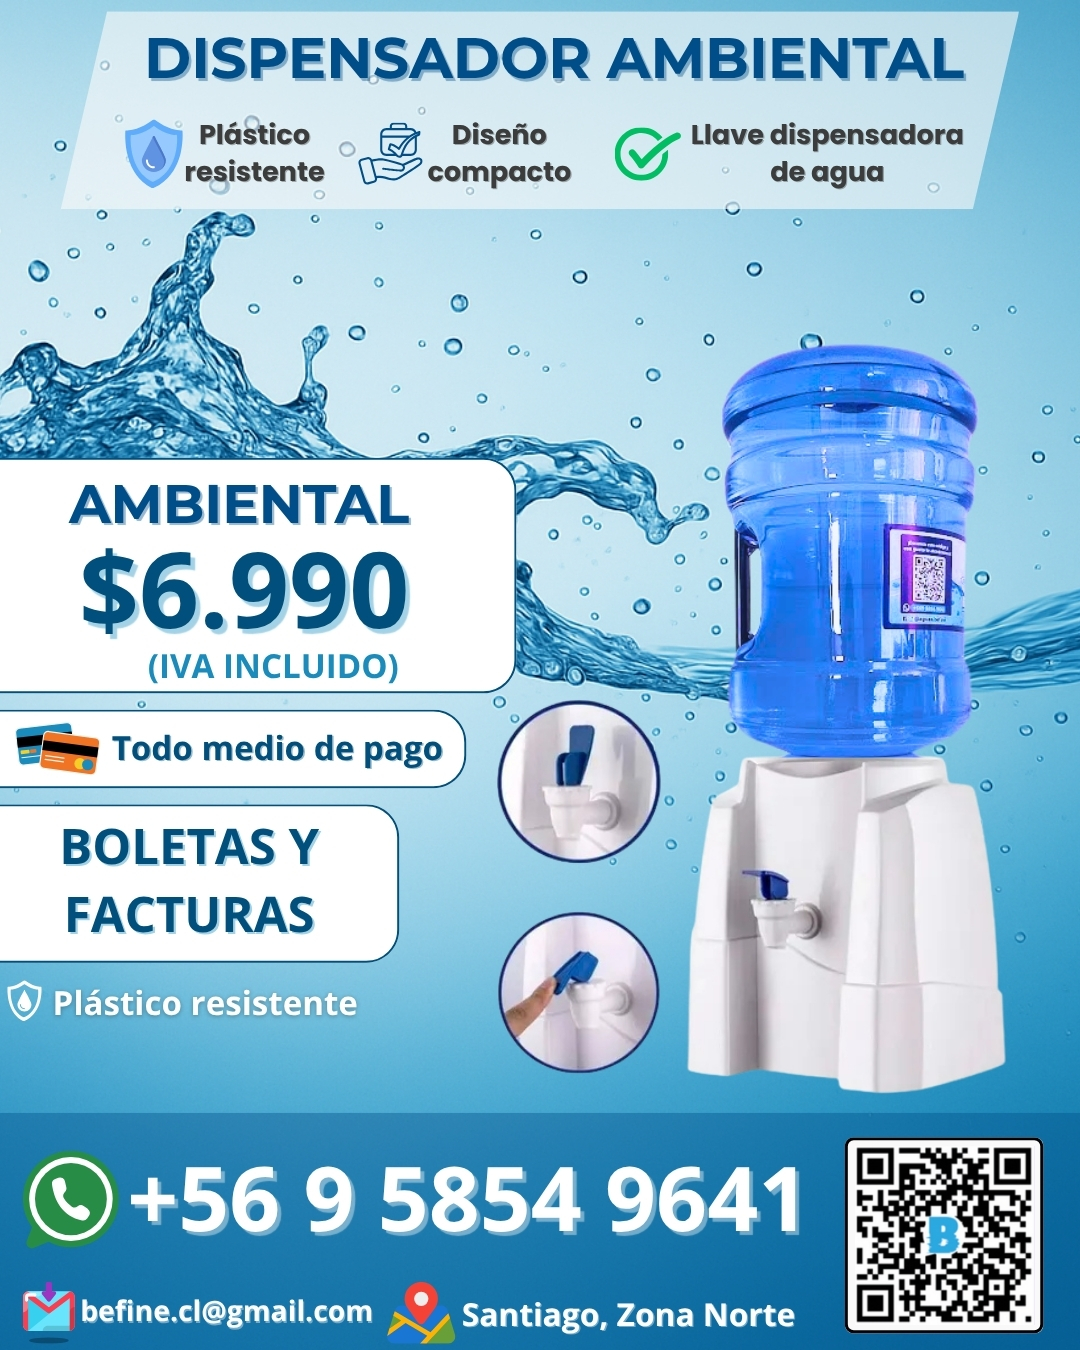 DISPENSADOR AMBIENTAL
Plástico
resistente
Diseño
compacto
Llave dispensadora
de agua
AMBIENTAL
$6.990
(IVA INCLUIDO)
Todo medio de pago
BOLETAS Y
FACTURAS
Plástico resistente
+56 9 5854 9641
B
befine.cl@gmail.com
Santiago, Zona Norte